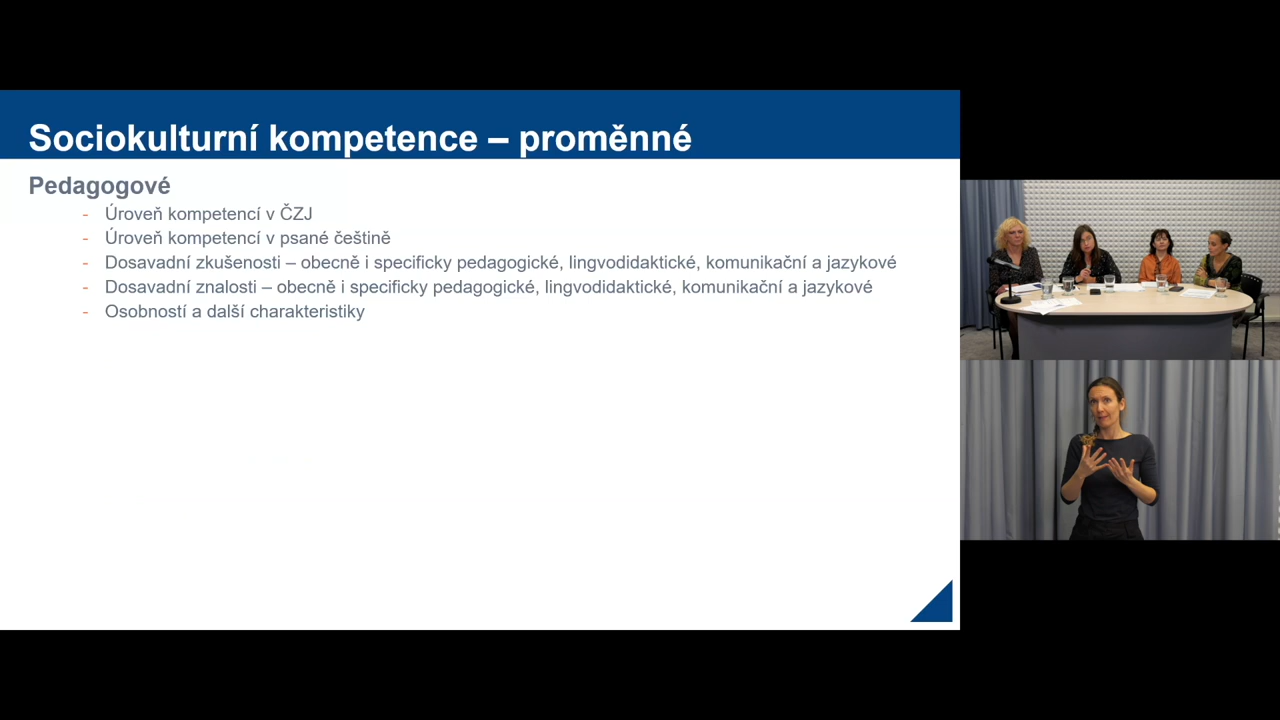 Sociokulturní kompetence – proměnné
Pedagogové
- Úroveň kompetencí v ČZJ
- Úroveň kompetencí v psané češtině
- Dosavadní zkušenosti – obecně i specificky pedagogické, lingvodidaktické, komunikační a jazykové
- Dosavadní znalosti – obecně i specificky pedagogické, lingvodidaktické, komunikační a jazykové
- Osobností a další charakteristiky